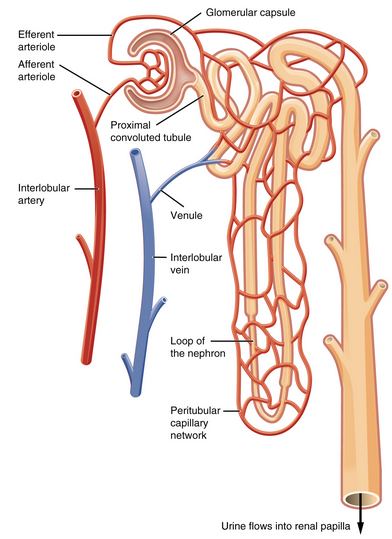 Glomerular capsule
Efferent
arteriole
Afferent
arteriole
Proximal
convoluted tubule
Interlobular
artery
Venule
Interlobular
vein
Loop of
the nephron
Peritubular
capillary
network
Urine flows into renal papilla